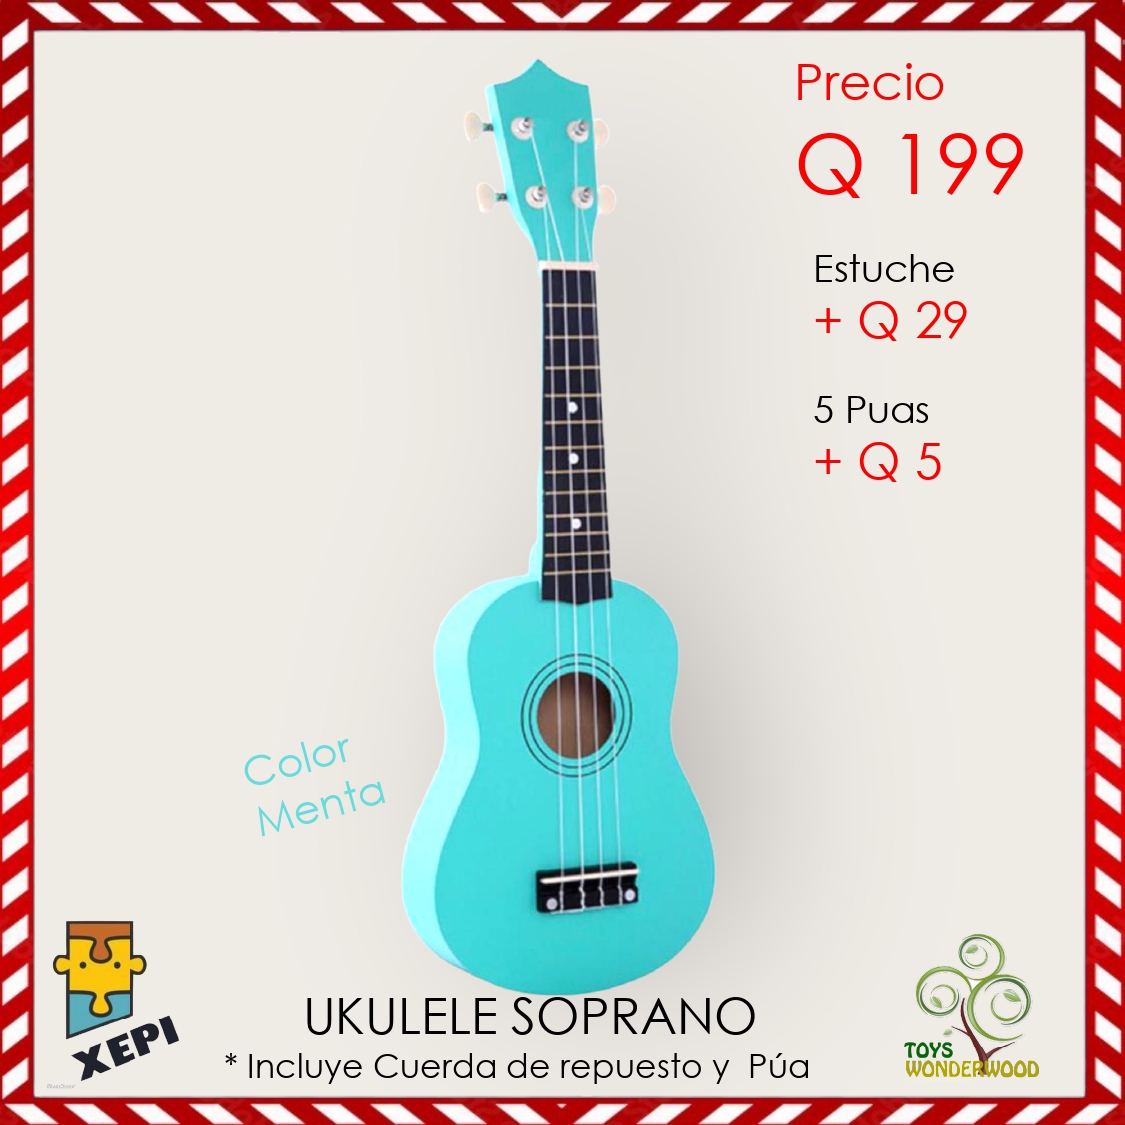 Precio
Q 199
Estuche
+ Q 29
5 Puas
+ Q 5
Color
Menta
UKULELE SOPRANO
* Incluye Cuerda de repuesto y Púa
XEPI
TOYS
WONDERWOOD